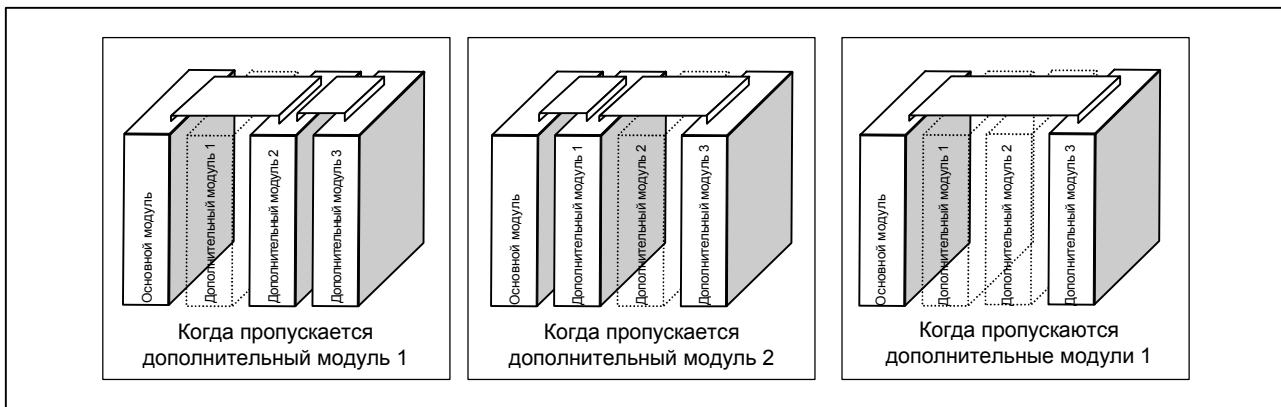 Основной модуль
Дополнительный модуль 1
Дополнительный модуль 2
Дополнительный модуль 3
Когда пропускается
дополнительный модуль 1
Основной модуль
Дополнительный модуль 1
Дополнительный модуль 2
Дополнительный модуль 3
Когда пропускается
дополнительный модуль 2
Основной модуль
Дополнительный модуль 1
Дополнительный модуль 2
Дополнительный модуль 3
Когда пропускаются
дополнительные модули 1